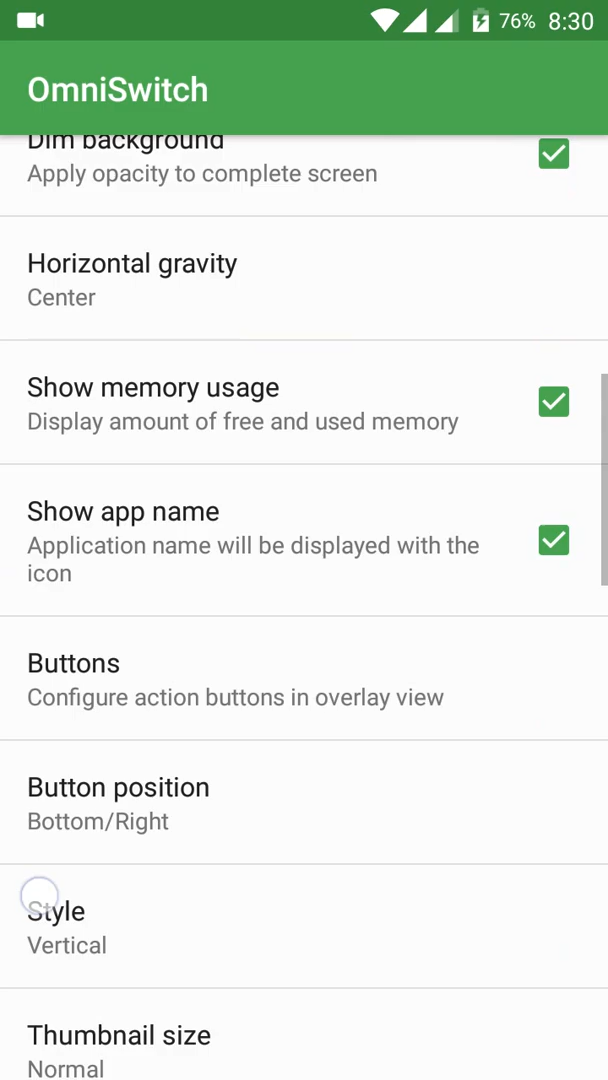 76% 8:30
OmniSwitch
Dim background
Apply opacity to complete screen
Horizontal gravity
Center
Show memory usage
Display amount of free and used memory
Show app name
Application name will be displayed with the
icon
Buttons
Configure action buttons in overlay view
Button position
Bottom/Right
Style
Vertical
Thumbnail size
Normal